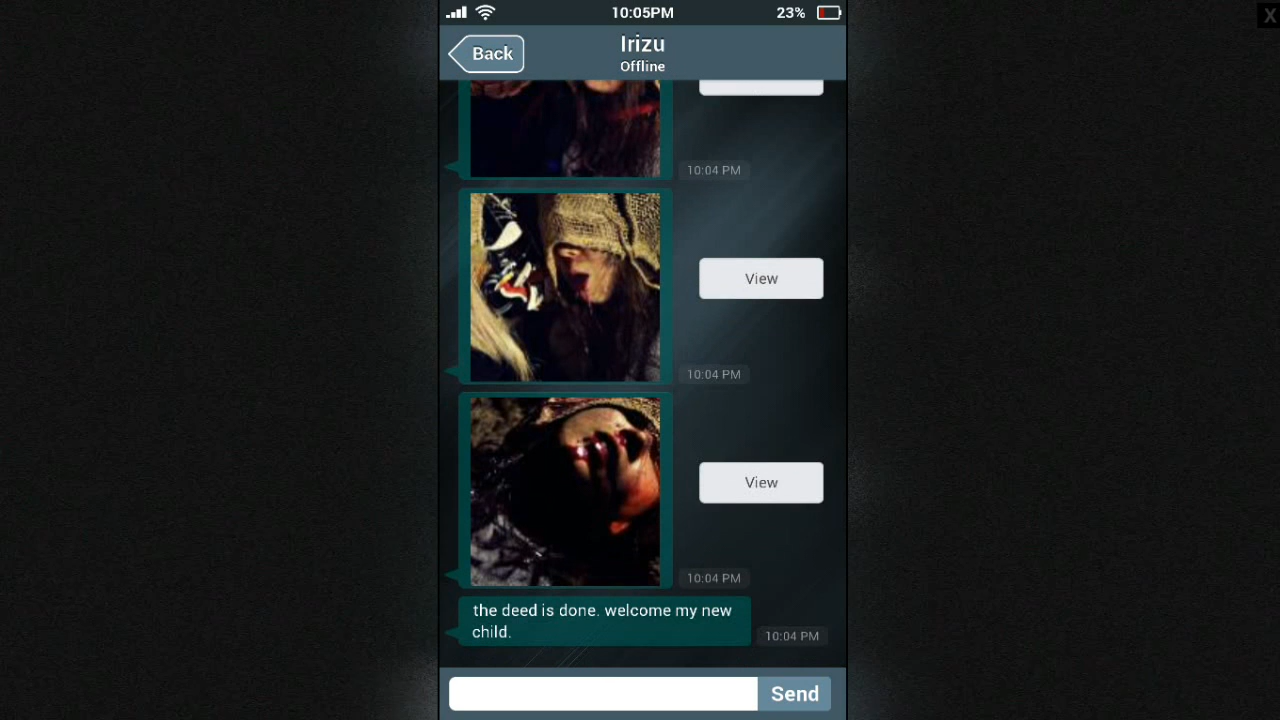 10:05PM
23%
X
Back
Irizu
Offline
10:04 PM
View
10:04 PM
View
10:04 PM
the deed is done. welcome my new
child.
10:04 PM
Send